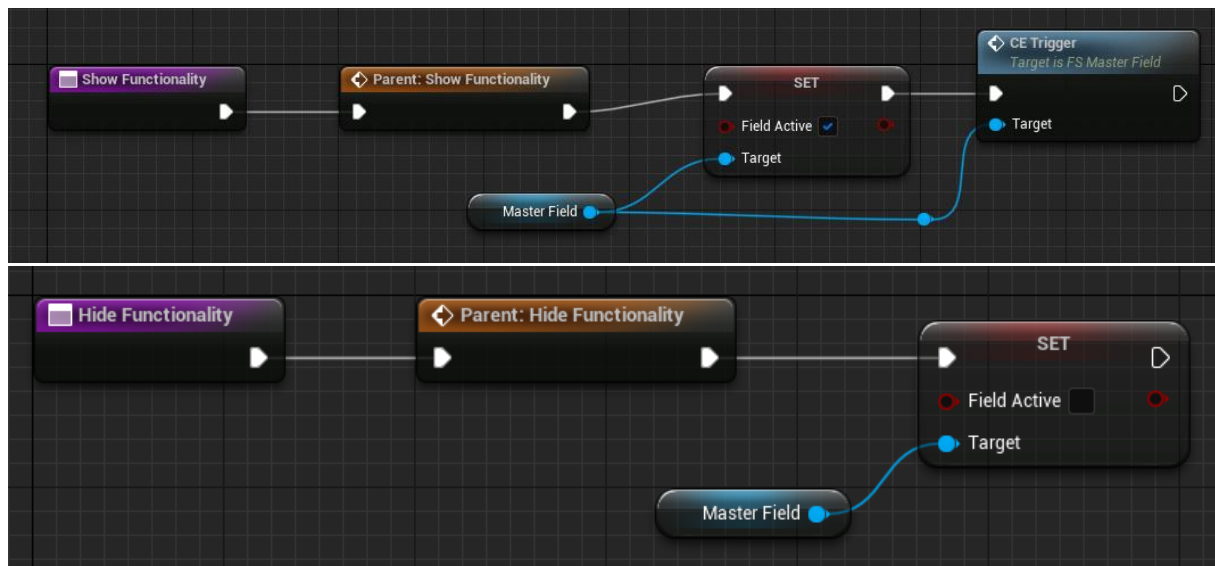 Show Functionality
Parent: Show Functionality
SET
Field Active
Target
Master Field
CE Trigger
Target is FS Master Field
Target
Hide Functionality
Parent: Hide Functionality
SET
Field Active
Target
Master Field